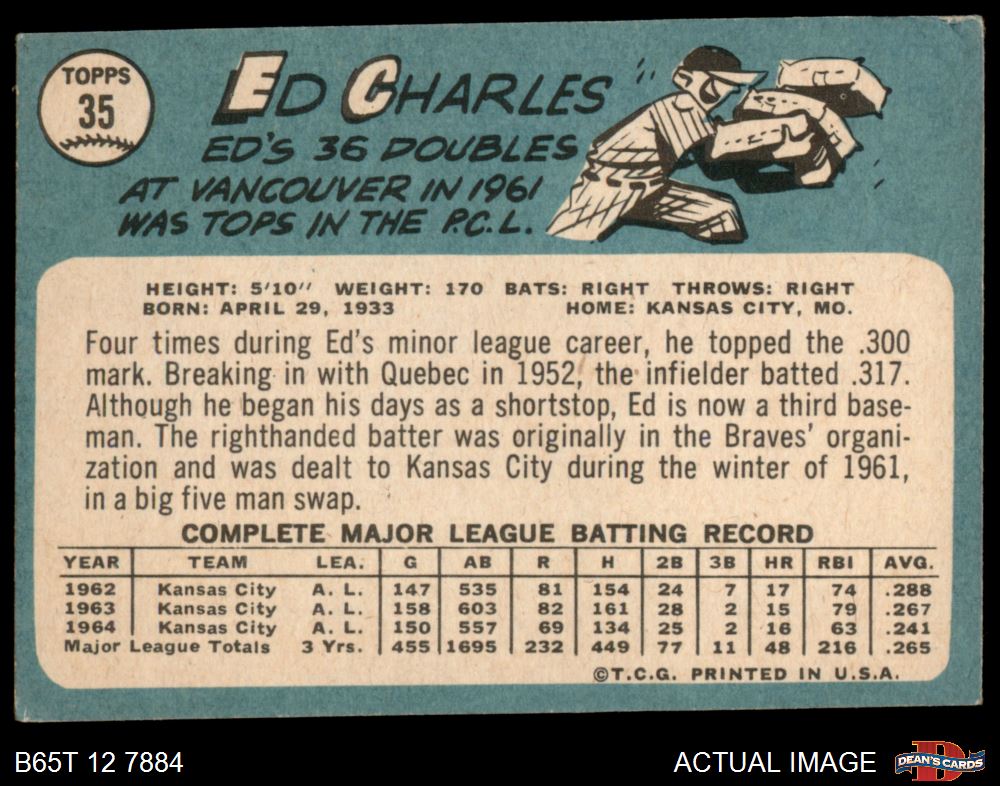 TOPPS
35
ED CHARLES
ED'S 36 DOUBLES
AT VANCOUVER IN 1961
WAS TOPS IN THE P.C.L.
HEIGHT: 5'10" WEIGHT: 170 BATS: RIGHT THROWS: RIGHT
BORN: APRIL 29, 1933 HOME: KANSAS CITY, MO.
Four times during Ed's minor league career, he topped the .300
mark. Breaking in with Quebec in 1952, the infielder batted .317.
Although he began his days as a shortstop, Ed is now a third base-
man. The righthanded batter was originally in the Braves' organi-
zation and was dealt to Kansas City during the winter of 1961,
in a big five man swap.
COMPLETE MAJOR LEAGUE BATTING RECORD
YEAR TEAM LEA. G AB R H 2B 3B HR RBI AVG.
1962 Kansas City A. L. 147 535 81 154 24 7 17 74 .288
1963 Kansas City A. L. 158 603 82 161 28 2 15 79 .267
1964 Kansas City A. L. 150 557 69 134 25 2 16 63 .241
Major League Totals 3 Yrs. 455 1695 232 449 77 11 48 216 .265
©T.C.G. PRINTED IN U.S.A.
B65T 12 7884 ACTUAL IMAGE
D
DEAN'S CARDS